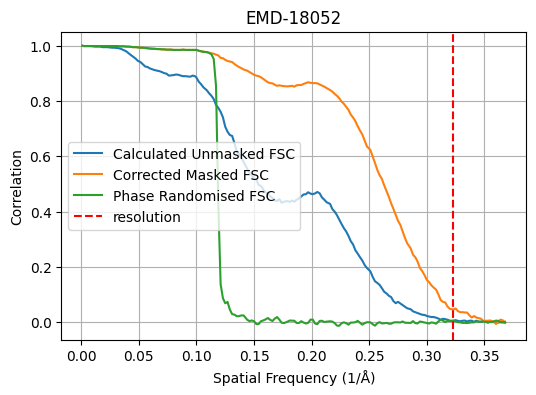 EMD-18052
1.0
0.8
0.6
0.4
0.2
0.0
Correlation
Calculated Unmasked FSC
Corrected Masked FSC
Phase Randomised FSC
resolution
0.00 0.05 0.10 0.15 0.20 0.25 0.30 0.35
Spatial Frequency (1/Å)